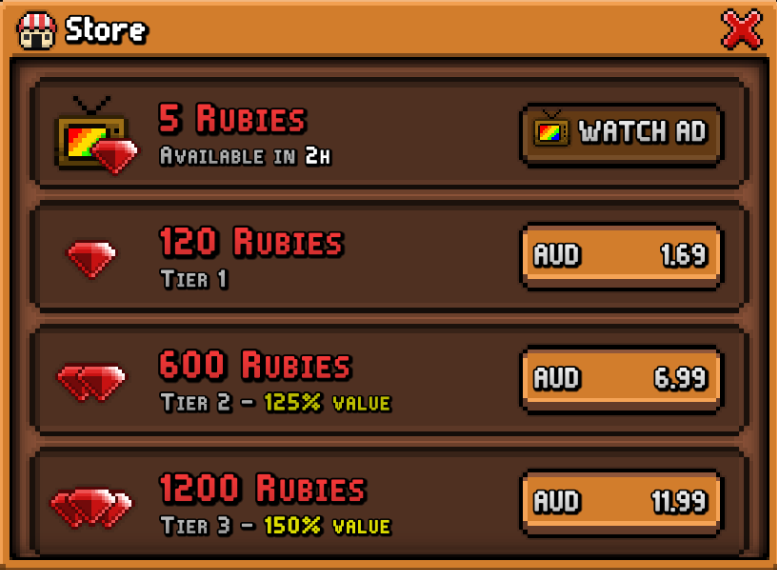 Store
5 Rubies
Available in 2h
WATCH AD
120 Rubies
Tier 1
AUD 1.69
600 Rubies
Tier 2 - 125% value
AUD 6.99
1200 Rubies
Tier 3 - 150% value
AUD 11.99